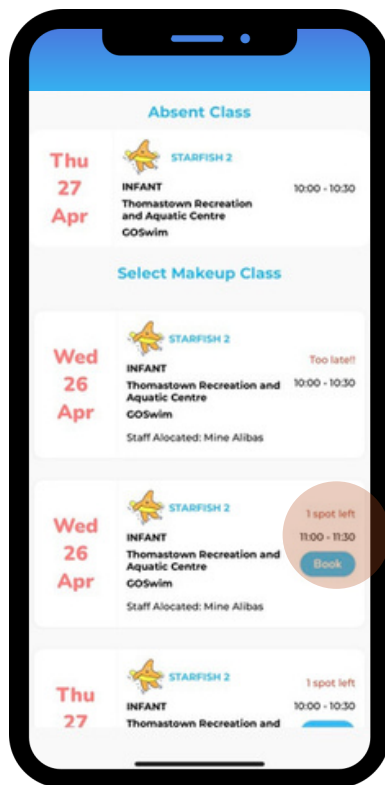 Absent Class
Thu
27
Apr
STARFISH 2
INFANT
10:00 - 10:30
Thomastown Recreation
and Aquatic Centre
GOSwim
Select Makeup Class
Wed
26
Apr
STARFISH 2
Too late!!
INFANT
10:00 - 10:30
Thomastown Recreation and
Aquatic Centre
GOSwim
Staff Alocated: Mine Alibas
Wed
26
Apr
STARFISH 2
1 spot left
INFANT
11:00 - 11:30
Thomastown Recreation and
Aquatic Centre
Book
GOSwim
Staff Alocated: Mine Alibas
Thu
27
STARFISH 2
1 spot left
INFANT
10:00 - 10:30
Thomastown Recreation and